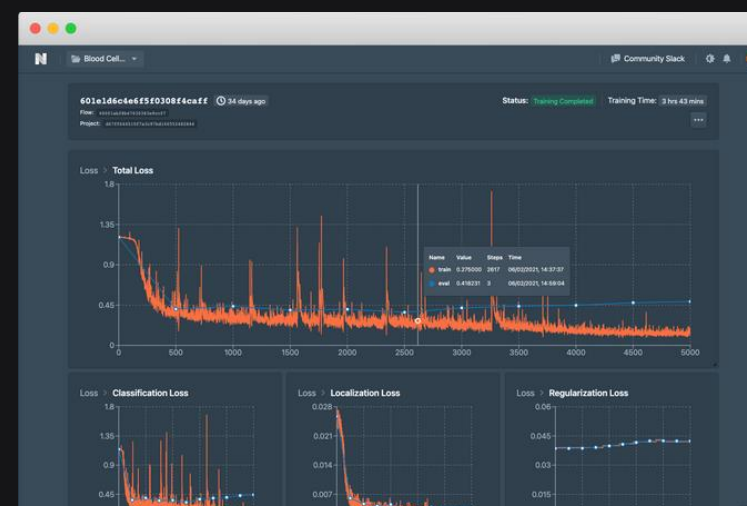 N
Blood Cell...
Community Slack
601e1d6c4e6f5f0308f4caff 34 days ago
Status: Training Completed Training Time: 3 hrs 43 mins
Flow:
Project:
...
Loss > Total Loss
1.8
1.35
0.9
0.45
0
0 500 1000 1500 2000 2500 3000 3500 4000 4500 5000
Name Value Steps Time
train 0.275000 2617 06/02/2021, 14:37:37
eval 0.418231 3 06/02/2021, 14:59:04
Loss > Classification Loss
1.8
1.35
0.9
0.45
Loss > Localization Loss
0.028
0.021
0.014
0.007
Loss > Regularization Loss
0.06
0.045
0.03
0.015